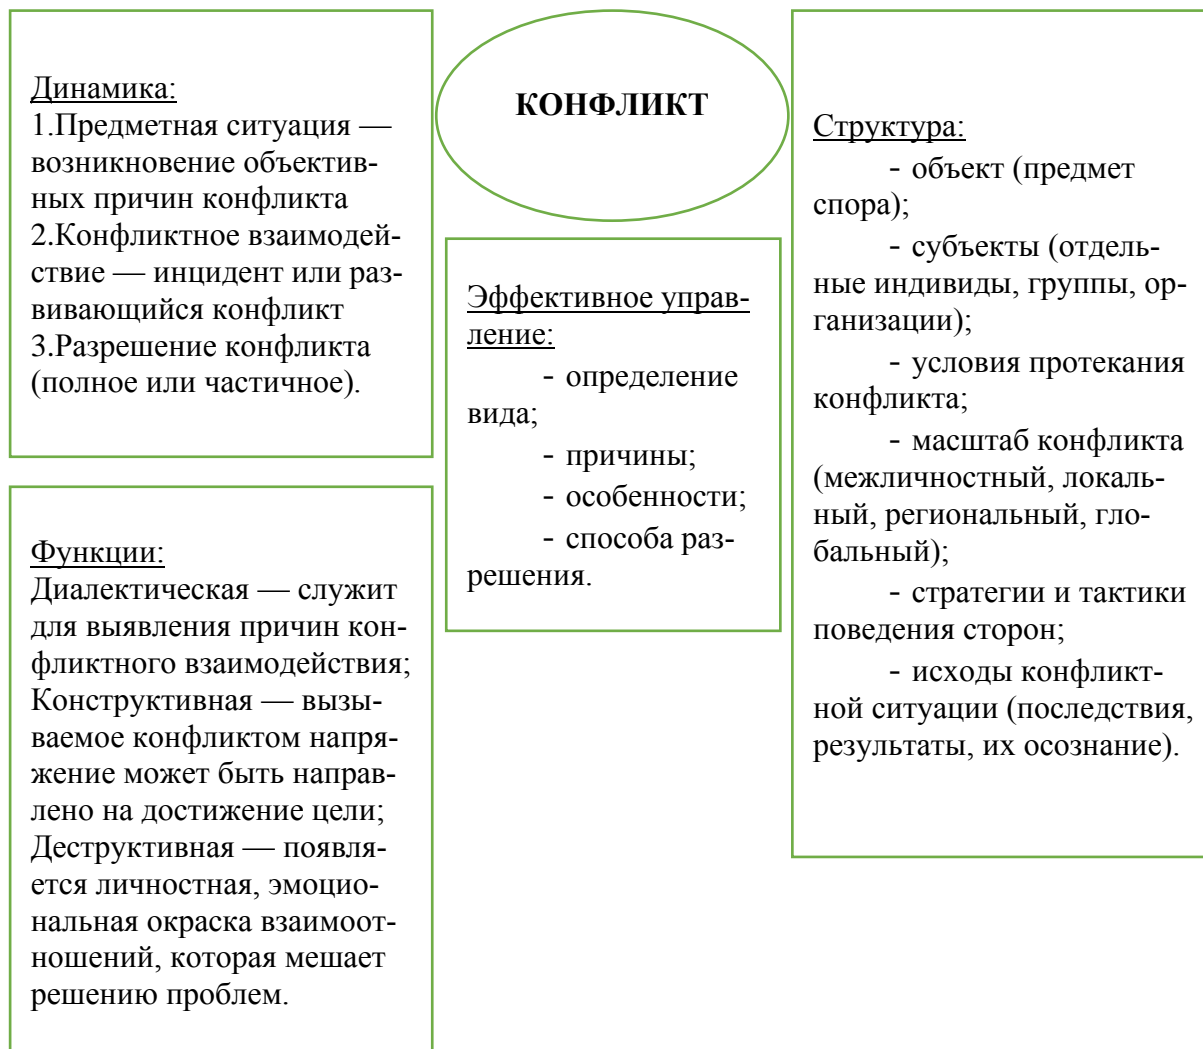 КОНФЛИКТ
Динамика:
1.Предметная ситуация —
возникновение объектив-
ных причин конфликта
2.Конфликтное взаимодей-
ствие — инцидент или раз-
вивающийся конфликт
3.Разрешение конфликта
(полное или частичное).
Функции:
Диалектическая — служит
для выявления причин кон-
фликтного взаимодействия;
Конструктивная — вызы-
ваемое конфликтом напря-
жение может быть направ-
лено на достижение цели;
Деструктивная — появля-
ется личностная, эмоцио-
нальная окраска взаимоот-
ношений, которая мешает
решению проблем.
Эффективное управ-
ление:
- определение
вида;
- причины;
- особенности;
- способа раз-
решения.
Структура:
- объект (предмет
спора);
- субъекты (отдель-
ные индивиды, группы, ор-
ганизации);
- условия протекания
конфликта;
- масштаб конфликта
(межличностный, локаль-
ный, региональный, гло-
бальный);
- стратегии и тактики
поведения сторон;
- исходы конфликт-
ной ситуации (последствия,
результаты, их осознание).